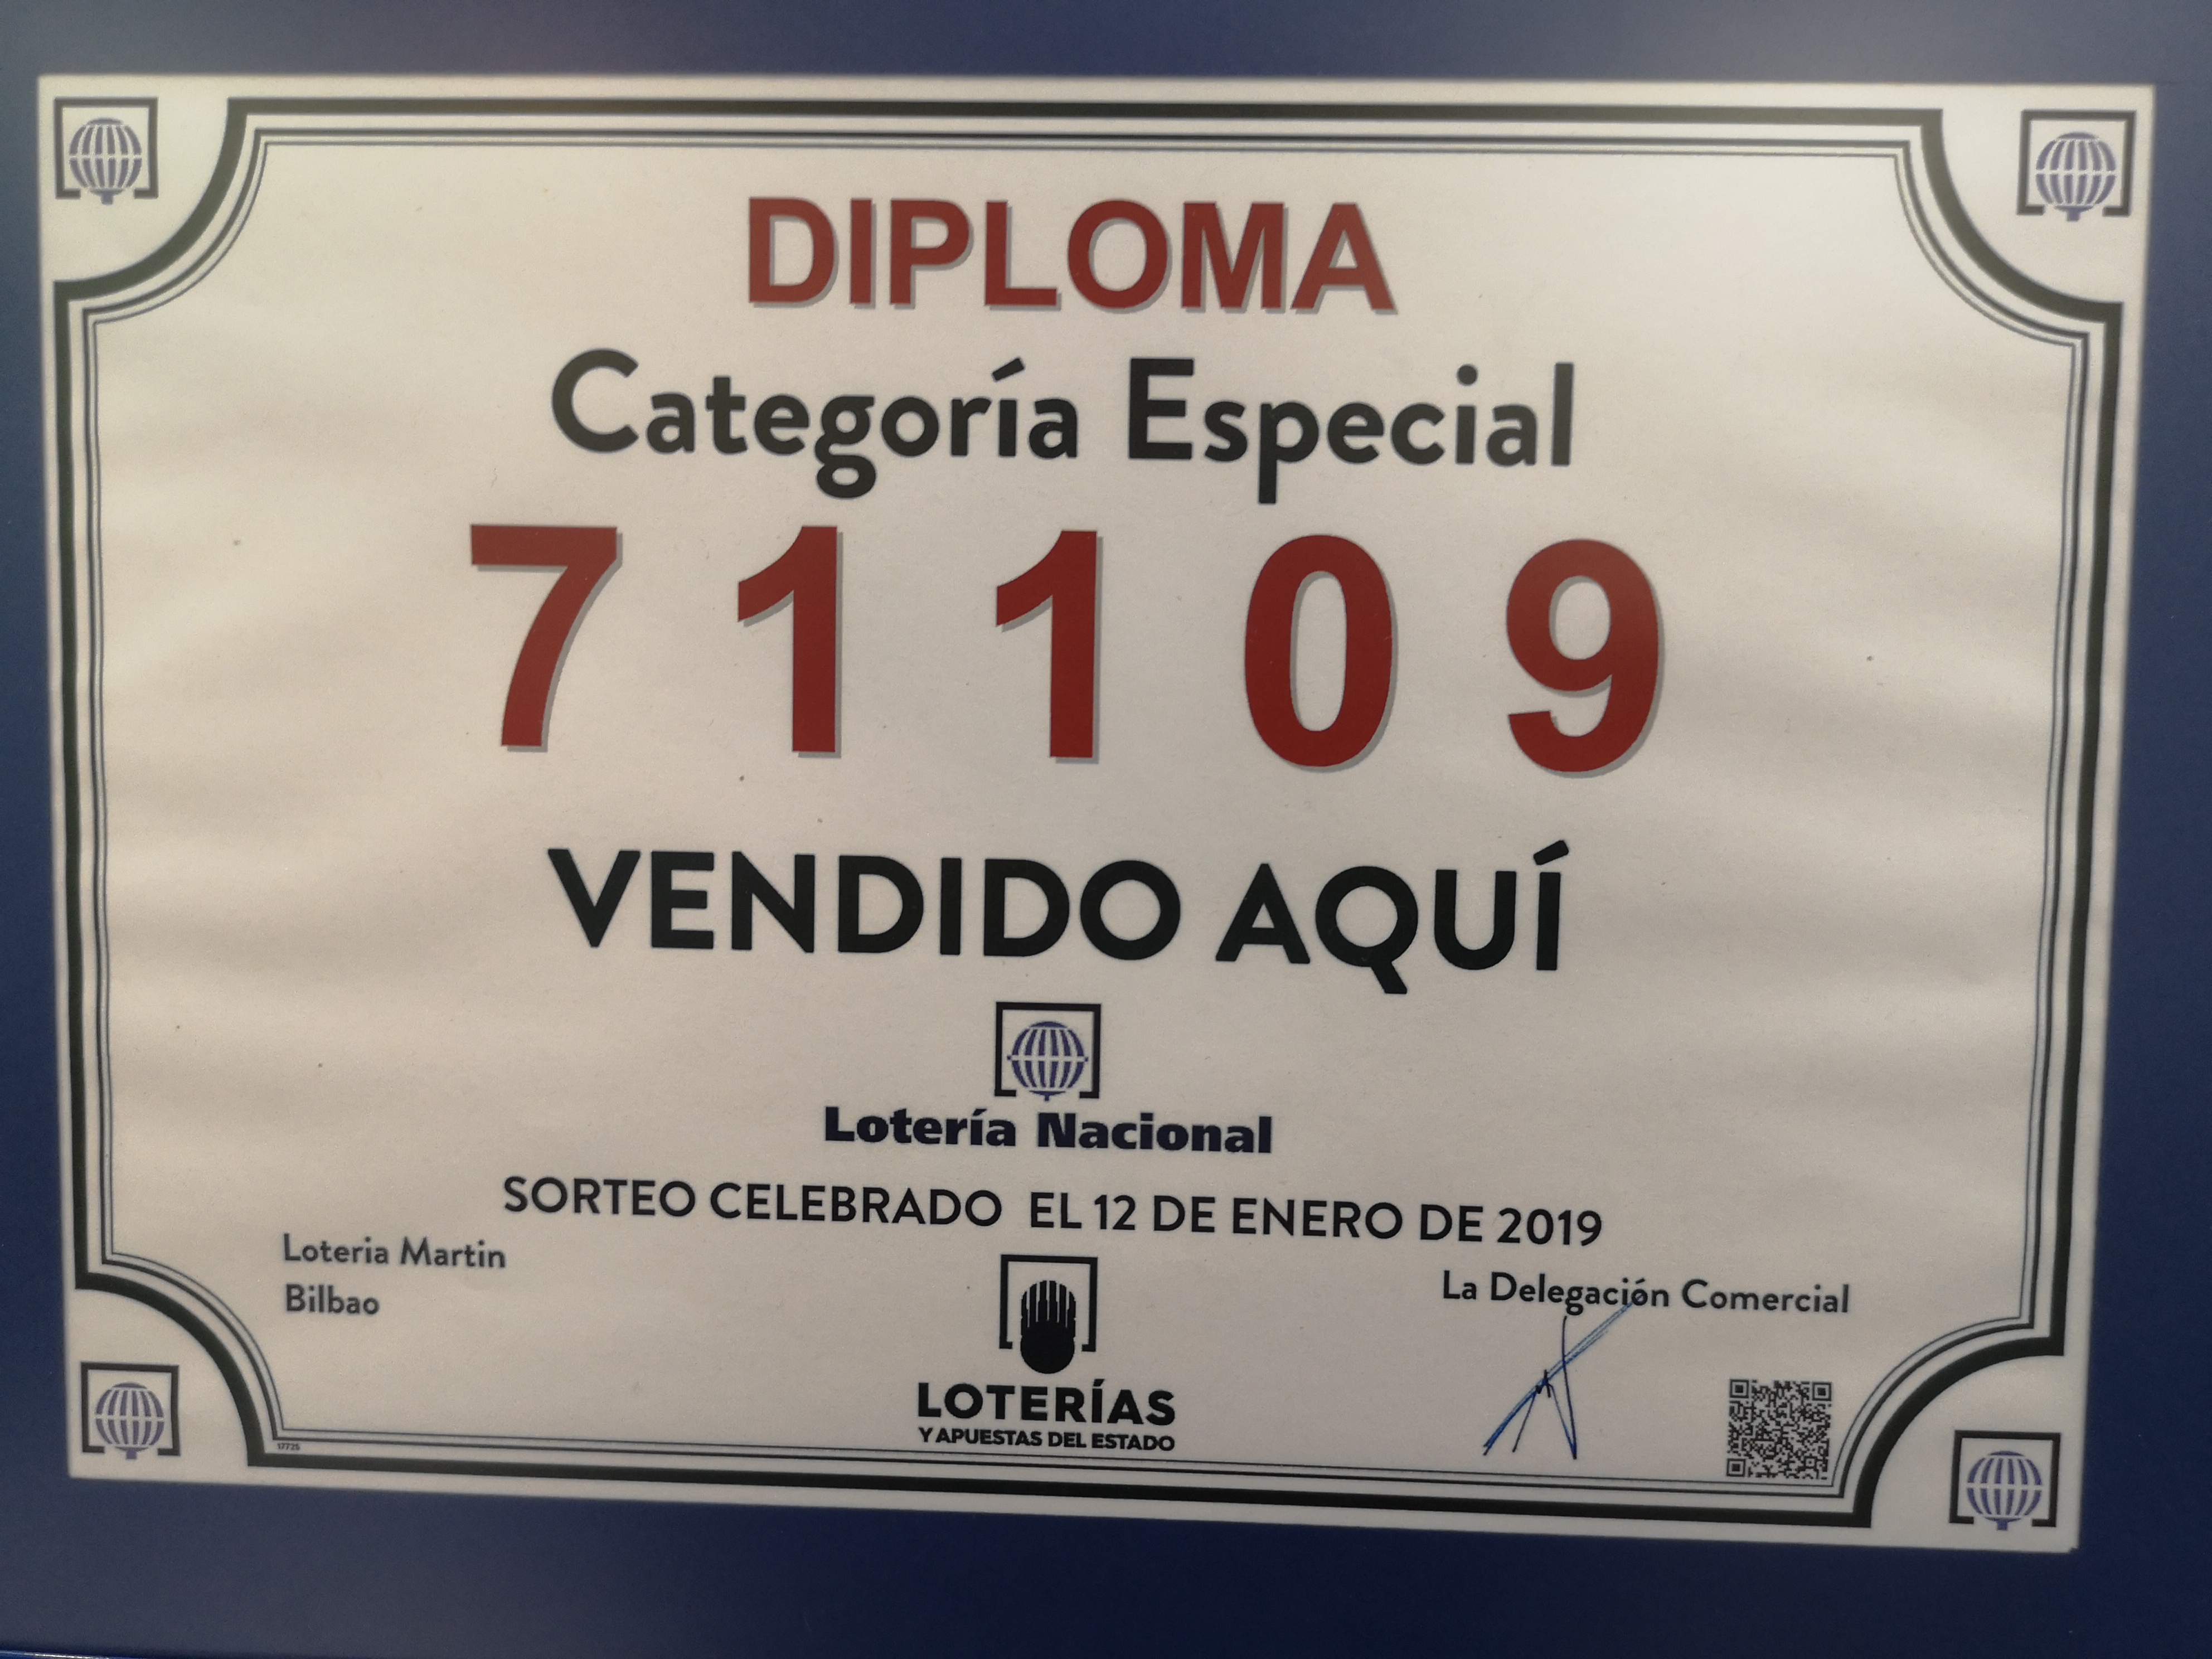 DIPLOMA
Categoría Especial
7 1 1 0 9
VENDIDO AQUÍ
Lotería Nacional
SORTEO CELEBRADO EL 12 DE ENERO DE 2019
Loteria Martin
Bilbao
La Delegación Comercial
LOTERÍAS
Y APUESTAS DEL ESTADO
17725